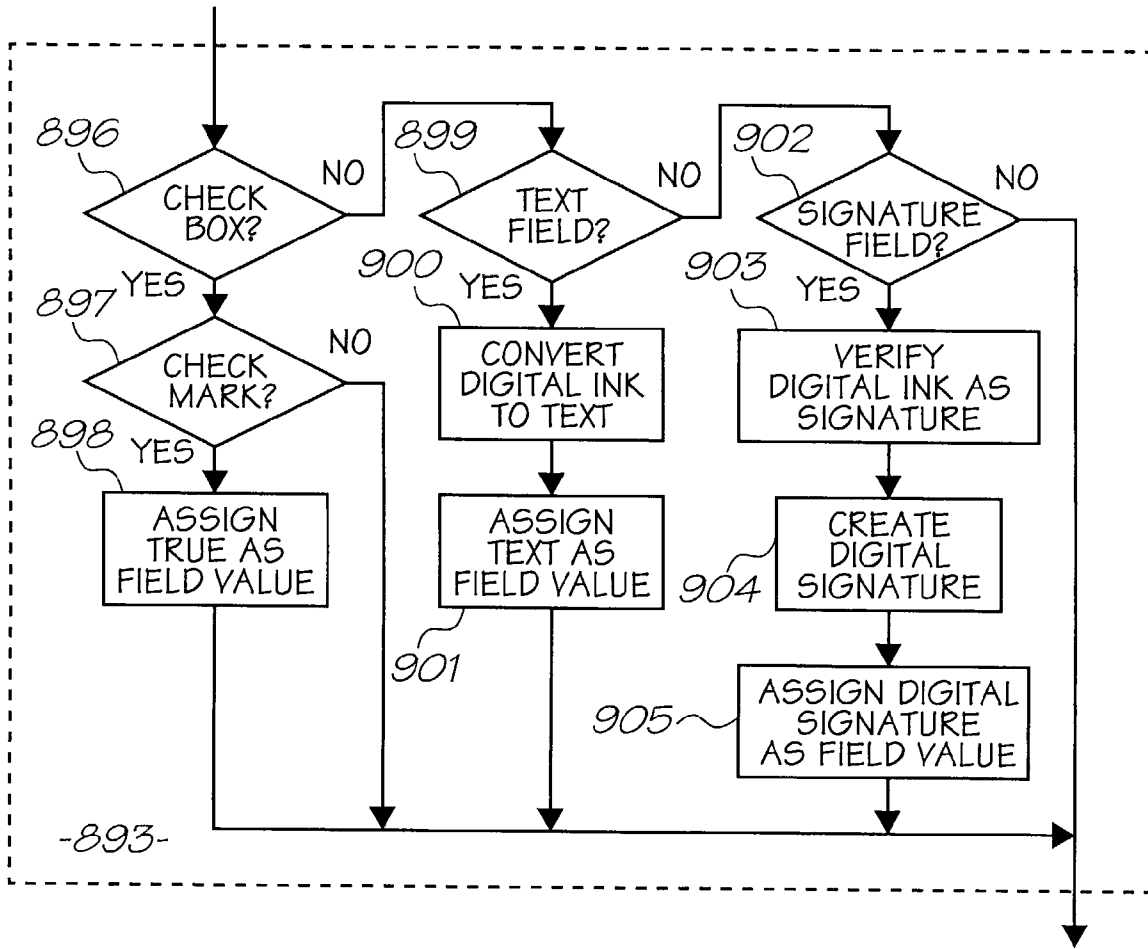 896
CHECK
BOX?
NO
YES
899
TEXT
FIELD?
NO
YES
902
SIGNATURE
FIELD?
NO
YES
897
CHECK
MARK?
NO
YES
900
CONVERT
DIGITAL INK
TO TEXT
903
VERIFY
DIGITAL INK AS
SIGNATURE
898
ASSIGN
TRUE AS
FIELD VALUE
ASSIGN
TEXT AS
FIELD VALUE
901
CREATE
DIGITAL
SIGNATURE
904
905
ASSIGN DIGITAL
SIGNATURE
AS FIELD VALUE
-893-